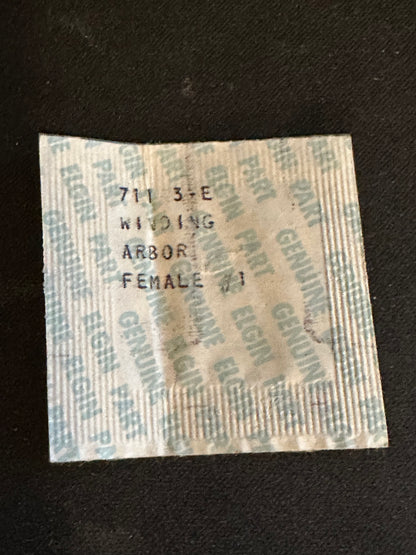 711 3-E
WINDING
ARBOR
FEMALE #1
GENUINE ELGIN PART